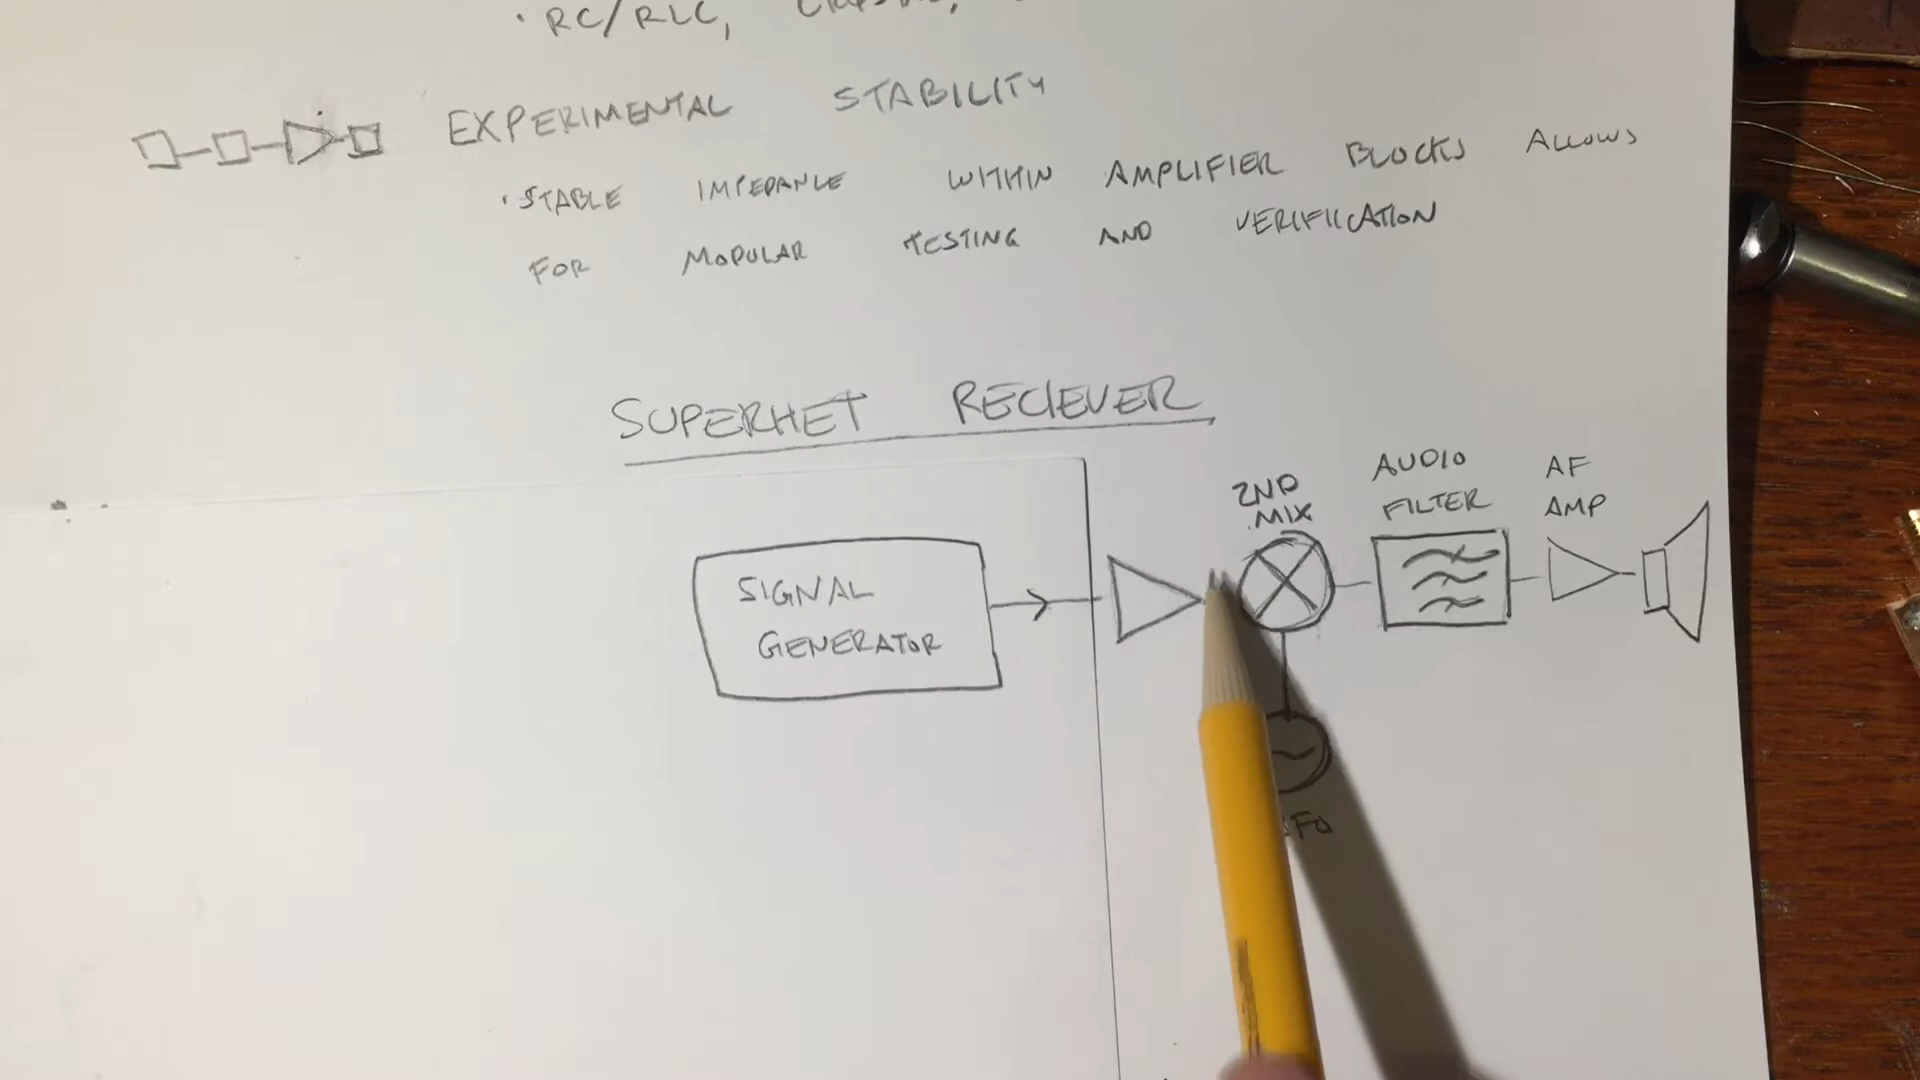 · RC/RLC,
EXPERIMENTAL STABILITY
· STABLE IMPEDANCE WITHIN AMPLIFIER BLOCKS ALLOWS
FOR MODULAR TESTING AND VERIFIICATION
SUPERHET RECIEVER
2ND
MIX
AUDIO
FILTER
AF
AMP
SIGNAL
GENERATOR